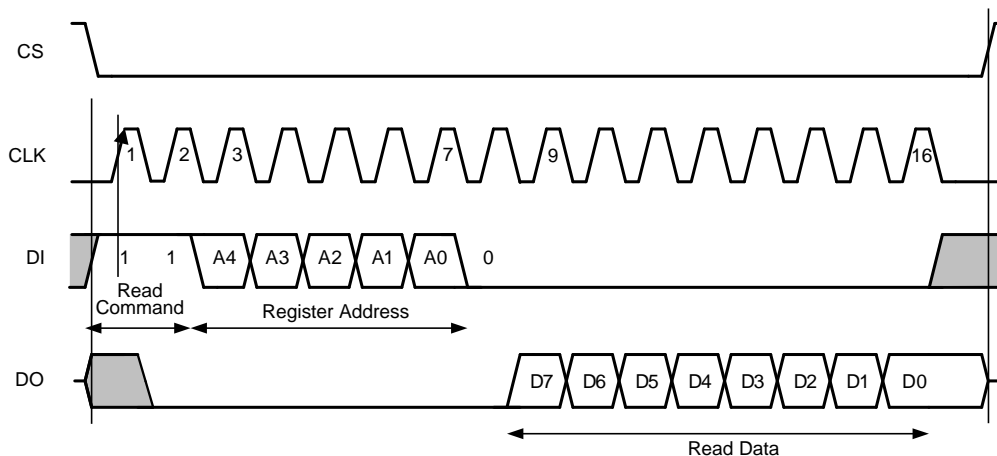 CS
CLK
1 2 3 7 9 16
DI
1 1 A4 A3 A2 A1 A0 0
Read
Command
Register Address
DO
D7 D6 D5 D4 D3 D2 D1 D0
Read Data